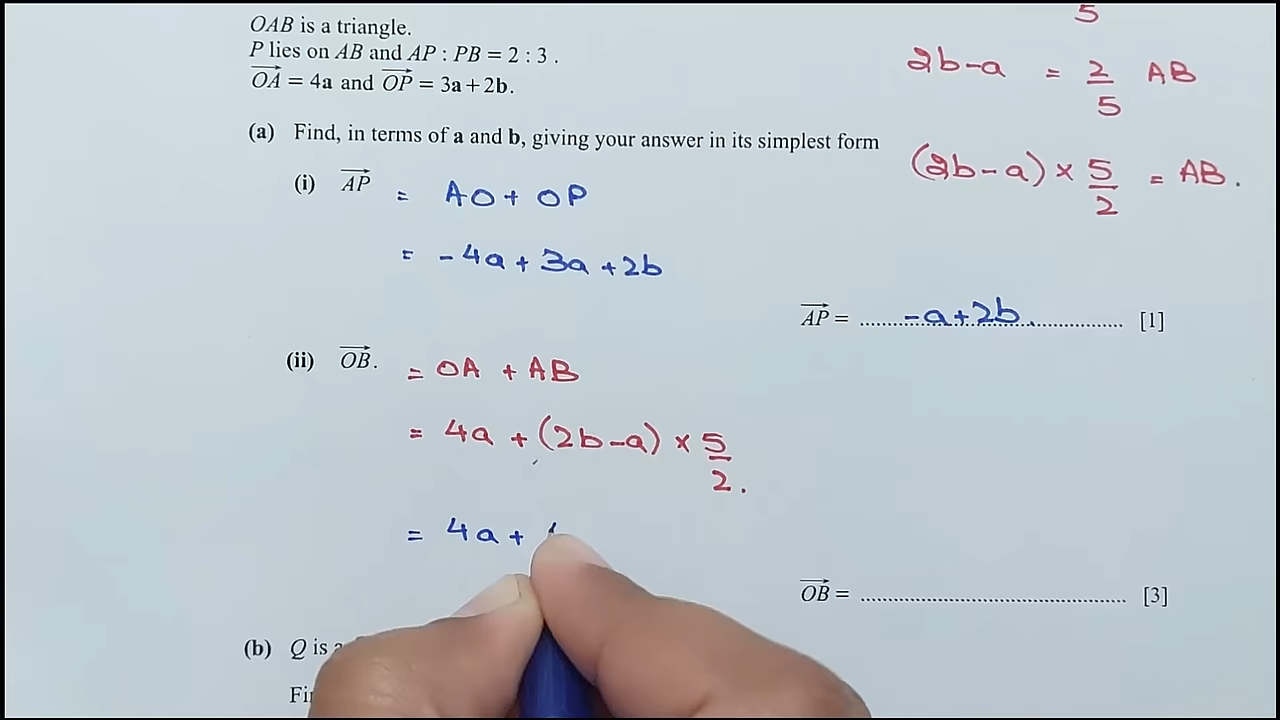 OAB is a triangle.
P lies on AB and AP : PB = 2 : 3 .
OA = 4a and OP = 3a + 2b.
5
2b - a = 2/5 AB
(2b - a) × 5/2 = AB.
(a) Find, in terms of a and b, giving your answer in its simplest form
(i) AP = AO + OP
= -4a + 3a + 2b
AP = -a + 2b. [1]
(ii) OB. = OA + AB
= 4a + (2b - a) × 5/2.
= 4a +
OB = [3]
(b) Q is